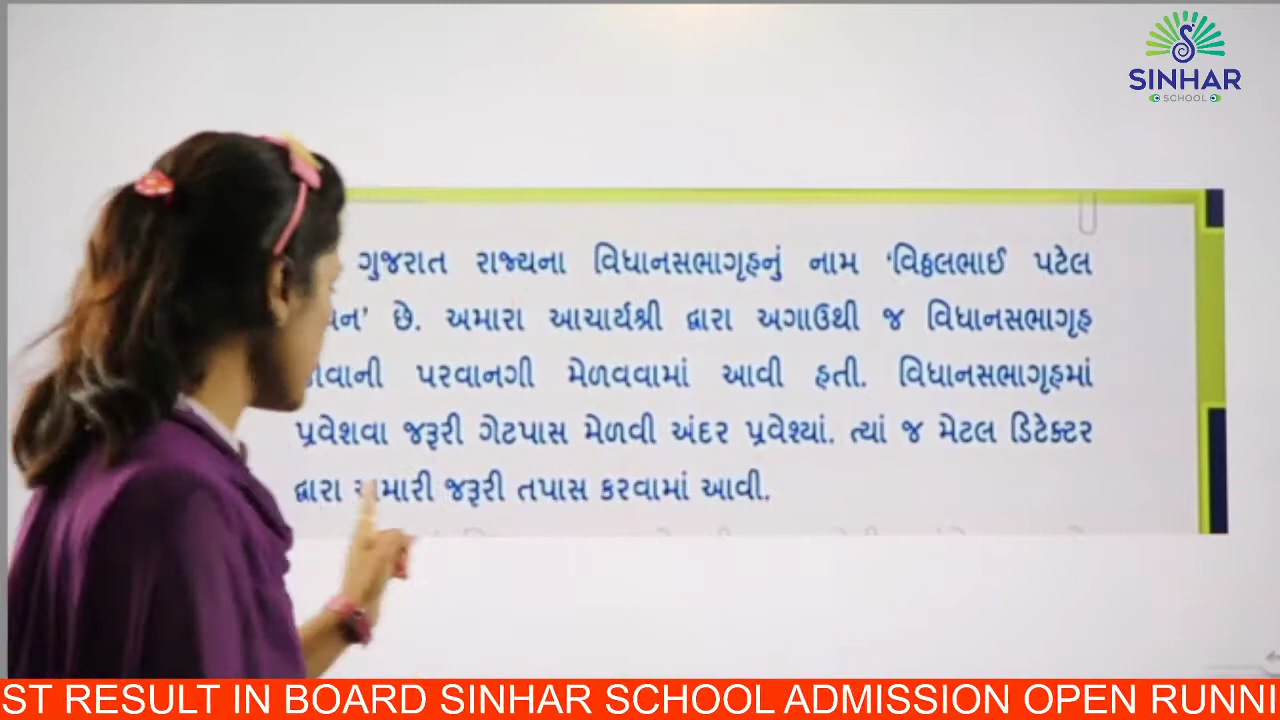 SINHAR
SCHOOL
ગુજરાત રાજ્યના વિધાનસભાગૃહનું નામ ‘વિઠ્ઠલભાઈ પટેલ
છે. અમારા આચાર્યશ્રી દ્વારા અગાઉથી જ વિધાનસભાગૃહ
પરવાનગી મેળવવામાં આવી હતી. વિધાનસભાગૃહમાં
પ્રવેશવા જરૂરી ગેટપાસ મેળવી અંદર પ્રવેશ્યાં. ત્યાં જ મેટલ ડિટેક્ટર
દ્વારા અમારી જરૂરી તપાસ કરવામાં આવી.
ST RESULT IN BOARD SINHAR SCHOOL ADMISSION OPEN RUNNI